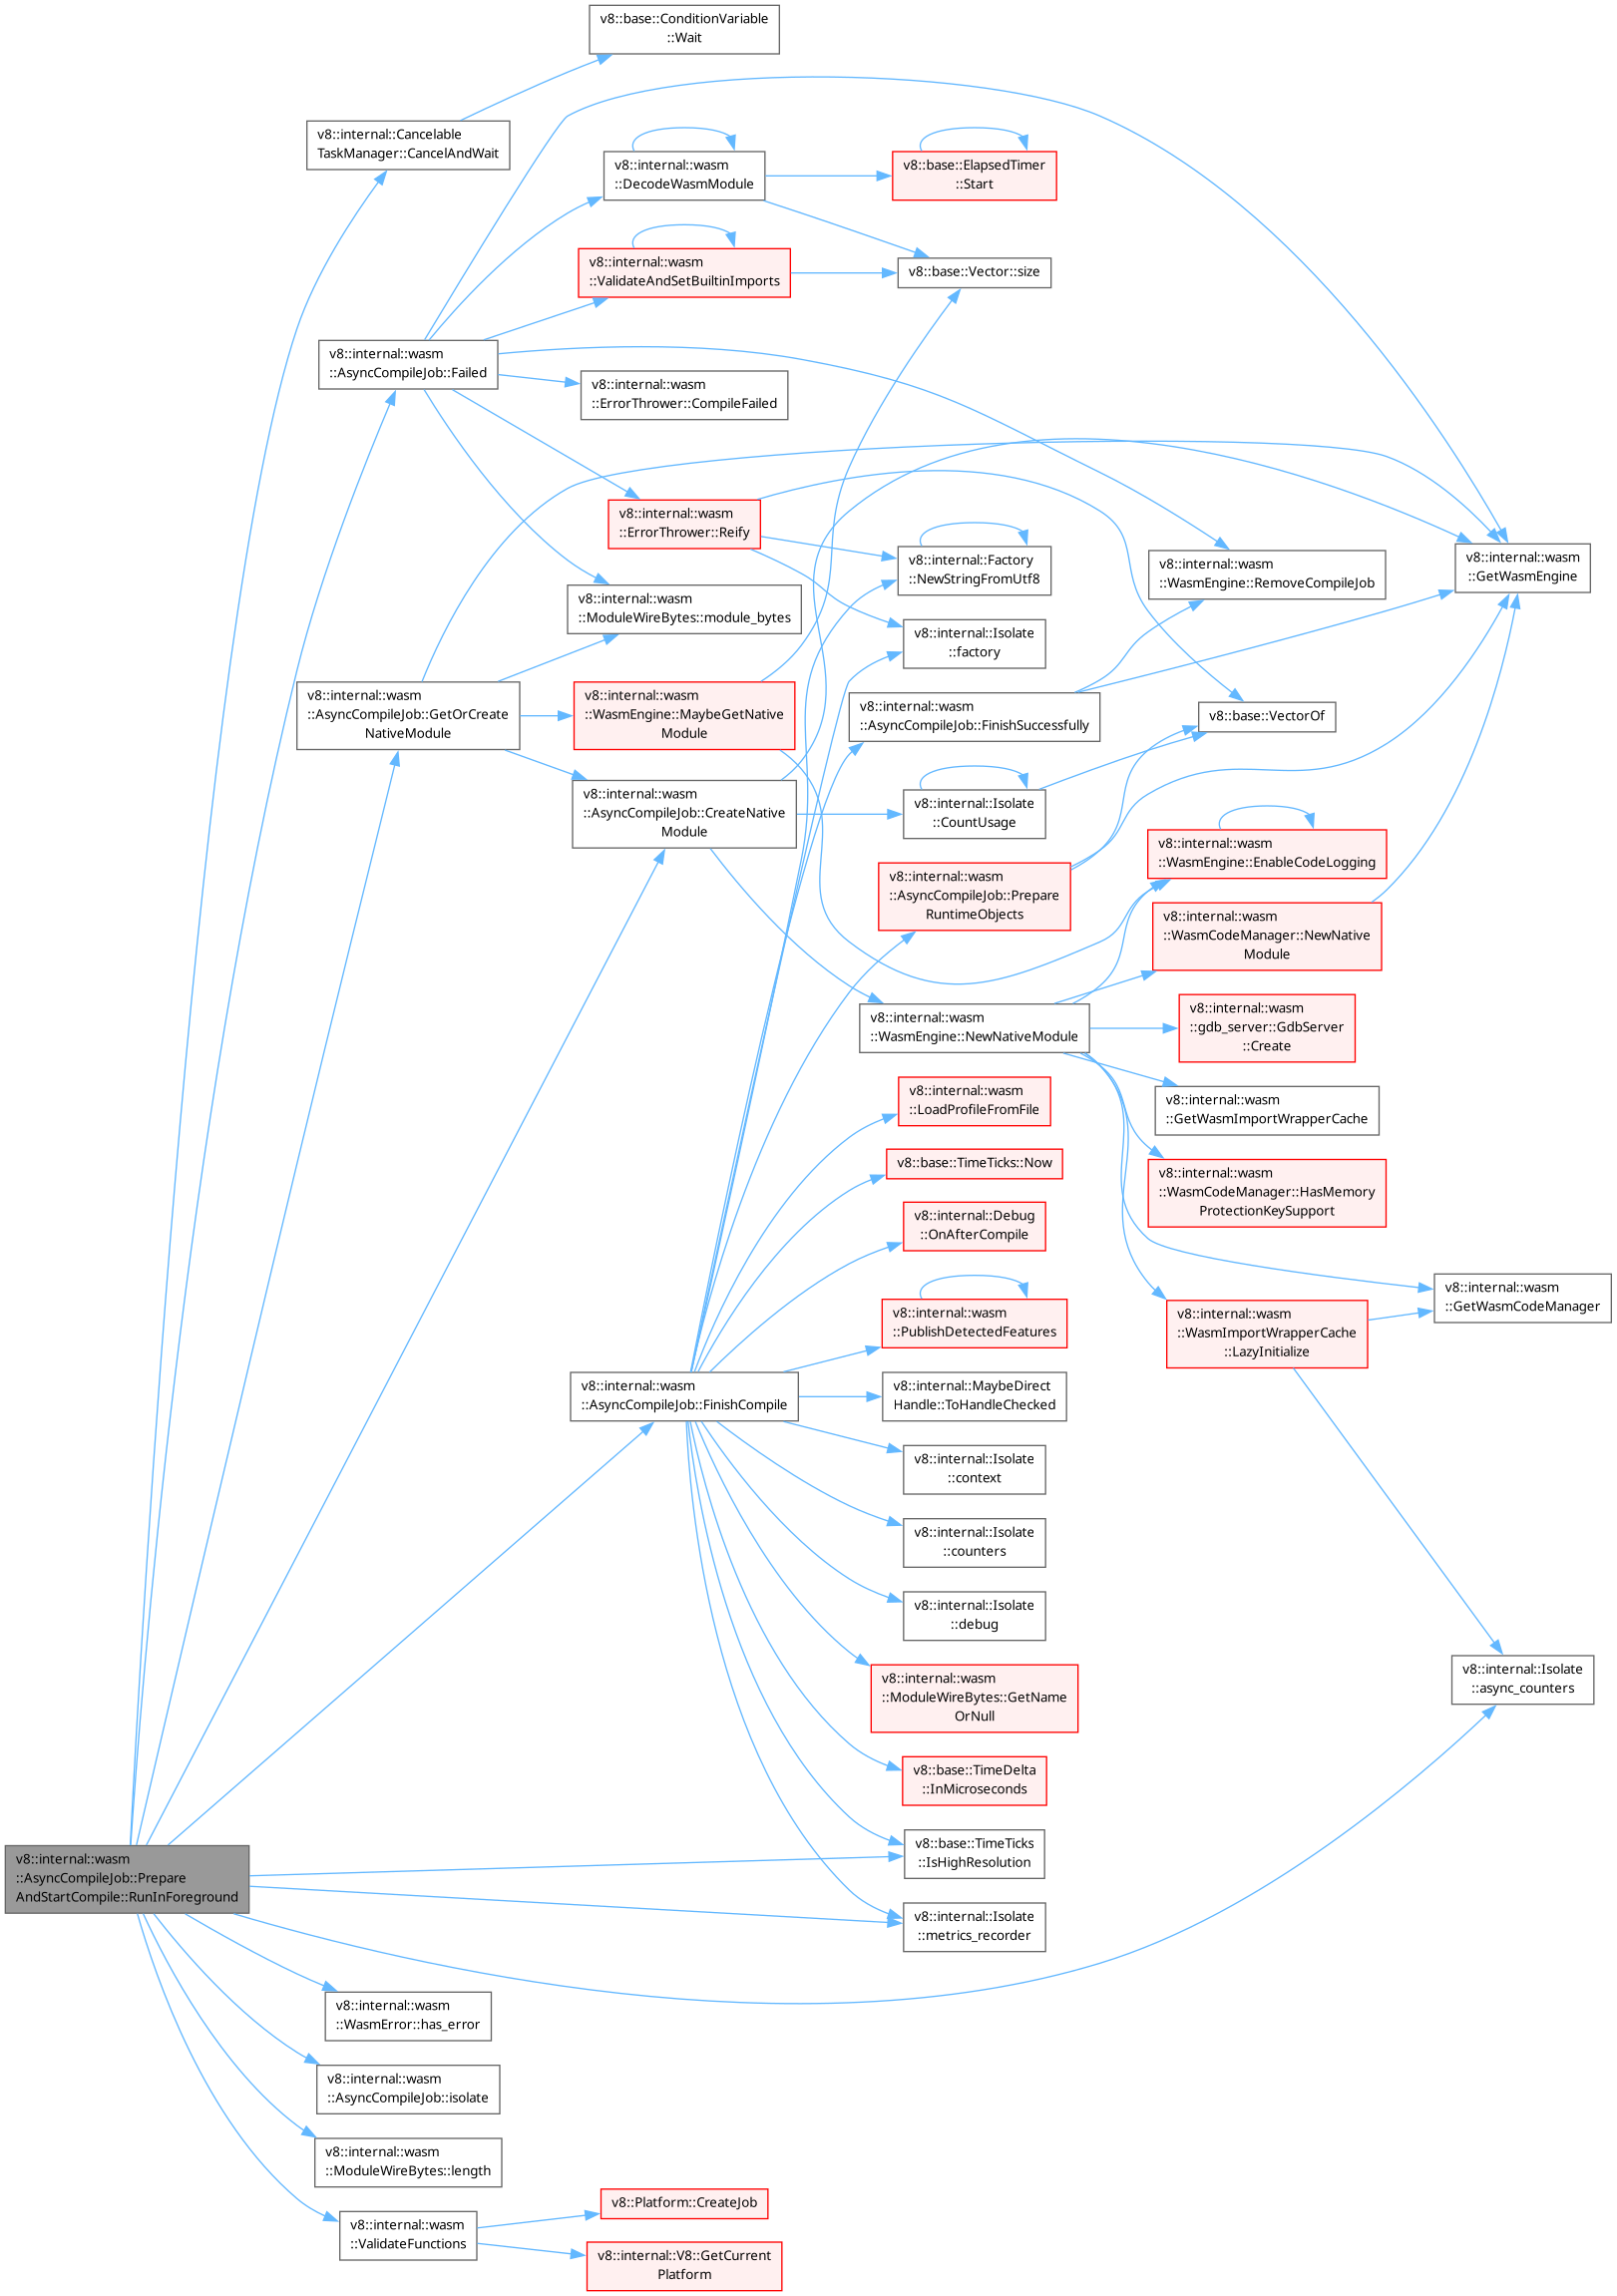 v8::base::ConditionVariable
::Wait
v8::internal::Cancelable
TaskManager::CancelAndWait
v8::internal::wasm
::DecodeWasmModule
v8::base::ElapsedTimer
::Start
v8::internal::wasm
::ValidateAndSetBuiltinImports
v8::base::Vector::size
v8::internal::wasm
::AsyncCompileJob::Failed
v8::internal::wasm
::ErrorThrower::CompileFailed
v8::internal::wasm
::ErrorThrower::Reify
v8::internal::Factory
::NewStringFromUtf8
v8::internal::wasm
::WasmEngine::RemoveCompileJob
v8::internal::wasm
::GetWasmEngine
v8::internal::wasm
::ModuleWireBytes::module_bytes
v8::internal::Isolate
::factory
v8::internal::wasm
::AsyncCompileJob::GetOrCreate
NativeModule
v8::internal::wasm
::WasmEngine::MaybeGetNative
Module
v8::internal::wasm
::AsyncCompileJob::FinishSuccessfully
v8::base::VectorOf
v8::internal::wasm
::AsyncCompileJob::CreateNative
Module
v8::internal::Isolate
::CountUsage
v8::internal::wasm
::WasmEngine::EnableCodeLogging
v8::internal::wasm
::AsyncCompileJob::Prepare
RuntimeObjects
v8::internal::wasm
::WasmCodeManager::NewNative
Module
v8::internal::wasm
::WasmEngine::NewNativeModule
v8::internal::wasm
::gdb_server::GdbServer
::Create
v8::internal::wasm
::LoadProfileFromFile
v8::internal::wasm
::GetWasmImportWrapperCache
v8::base::TimeTicks::Now
v8::internal::wasm
::WasmCodeManager::HasMemory
ProtectionKeySupport
v8::internal::Debug
::OnAfterCompile
v8::internal::wasm
::PublishDetectedFeatures
v8::internal::wasm
::WasmImportWrapperCache
::LazyInitialize
v8::internal::wasm
::GetWasmCodeManager
v8::internal::wasm
::AsyncCompileJob::FinishCompile
v8::internal::MaybeDirect
Handle::ToHandleChecked
v8::internal::Isolate
::context
v8::internal::Isolate
::counters
v8::internal::Isolate
::debug
v8::internal::wasm
::ModuleWireBytes::GetName
OrNull
v8::internal::Isolate
::async_counters
v8::base::TimeDelta
::InMicroseconds
v8::base::TimeTicks
::IsHighResolution
v8::internal::wasm
::AsyncCompileJob::Prepare
AndStartCompile::RunInForeground
v8::internal::Isolate
::metrics_recorder
v8::internal::wasm
::WasmError::has_error
v8::internal::wasm
::AsyncCompileJob::isolate
v8::internal::wasm
::ModuleWireBytes::length
v8::internal::wasm
::ValidateFunctions
v8::Platform::CreateJob
v8::internal::V8::GetCurrent
Platform